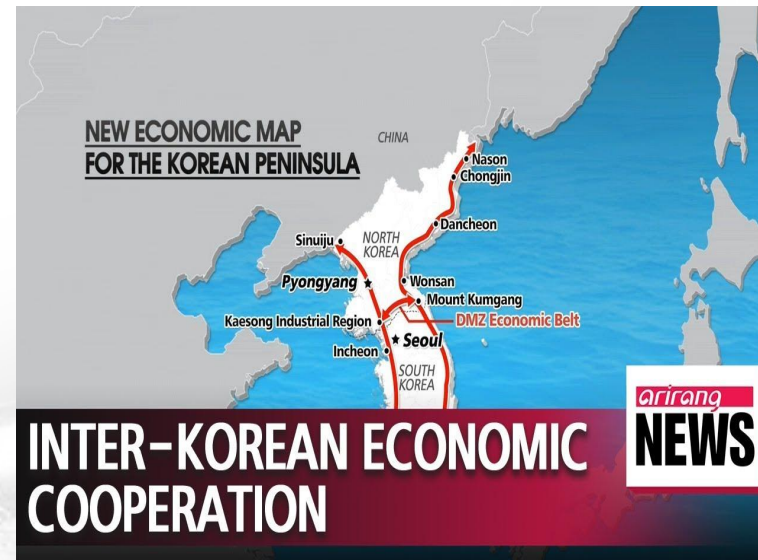 NEW ECONOMIC MAP
FOR THE KOREAN PENINSULA
CHINA
Nason
Chongjin
Dancheon
Sinuiju
NORTH
KOREA
Pyongyang
Wonsan
Mount Kumgang
Kaesong Industrial Region
DMZ Economic Belt
Seoul
Incheon
SOUTH
KOREA
arirang
NEWS
INTER-KOREAN ECONOMIC
COOPERATION